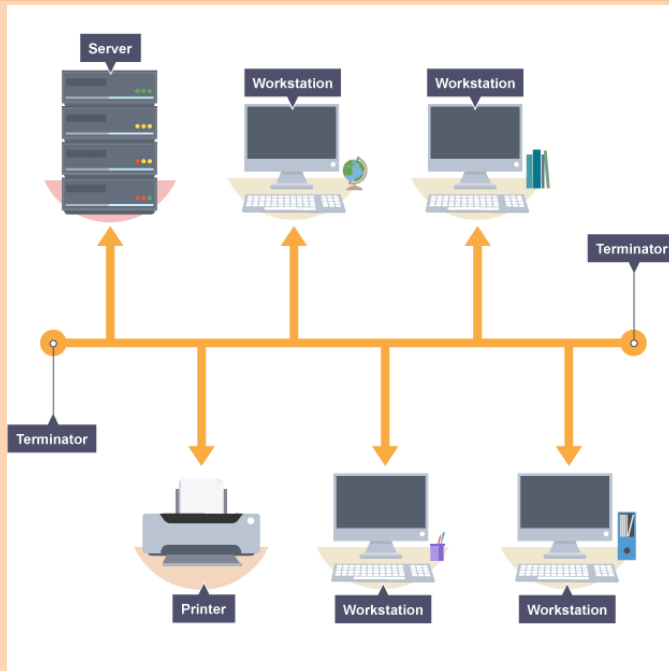 Server
Workstation
Workstation
Terminator
Terminator
Printer
Workstation
Workstation